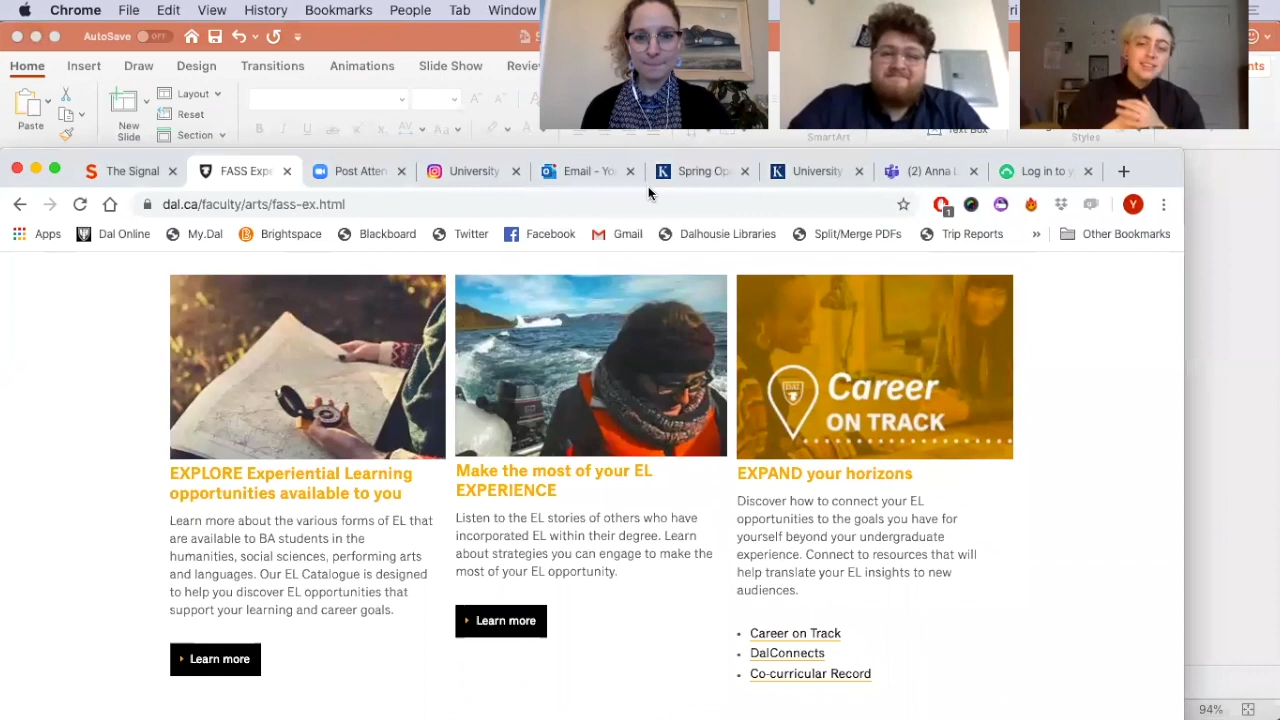 Chrome File Edit View History Bookmarks People Tab Window
AutoSave OFF
Home Insert Draw Design Transitions Animations Slide Show
Paste
New
Slide
Layout
Reset
Section
SmartArt
Text Box
Styles
The Signal
FASS Exp
Post Atten
University
Email - Yo
Spring Op
University
(2) Anna L
Log in to y
dal.ca/faculty/arts/fass-ex.html
1
Y
Apps Dal Online My.Dal Brightspace Blackboard Twitter Facebook Gmail Dalhousie Libraries Split/Merge PDFs Trip Reports » Other Bookmarks
EXPLORE Experiential Learning
opportunities available to you
Learn more about the various forms of EL that
are available to BA students in the
humanities, social sciences, performing arts
and languages. Our EL Catalogue is designed
to help you discover EL opportunities that
support your learning and career goals.
Learn more
Make the most of your EL
EXPERIENCE
Listen to the EL stories of others who have
incorporated EL within their degree. Learn
about strategies you can engage to make the
most of your EL opportunity.
Learn more
DAL
Career
ON TRACK
EXPAND your horizons
Discover how to connect your EL
opportunities to the goals you have for
yourself beyond your undergraduate
experience. Connect to resources that will
help translate your EL insights to new
audiences.
• Career on Track
• DalConnects
• Co-curricular Record
94%